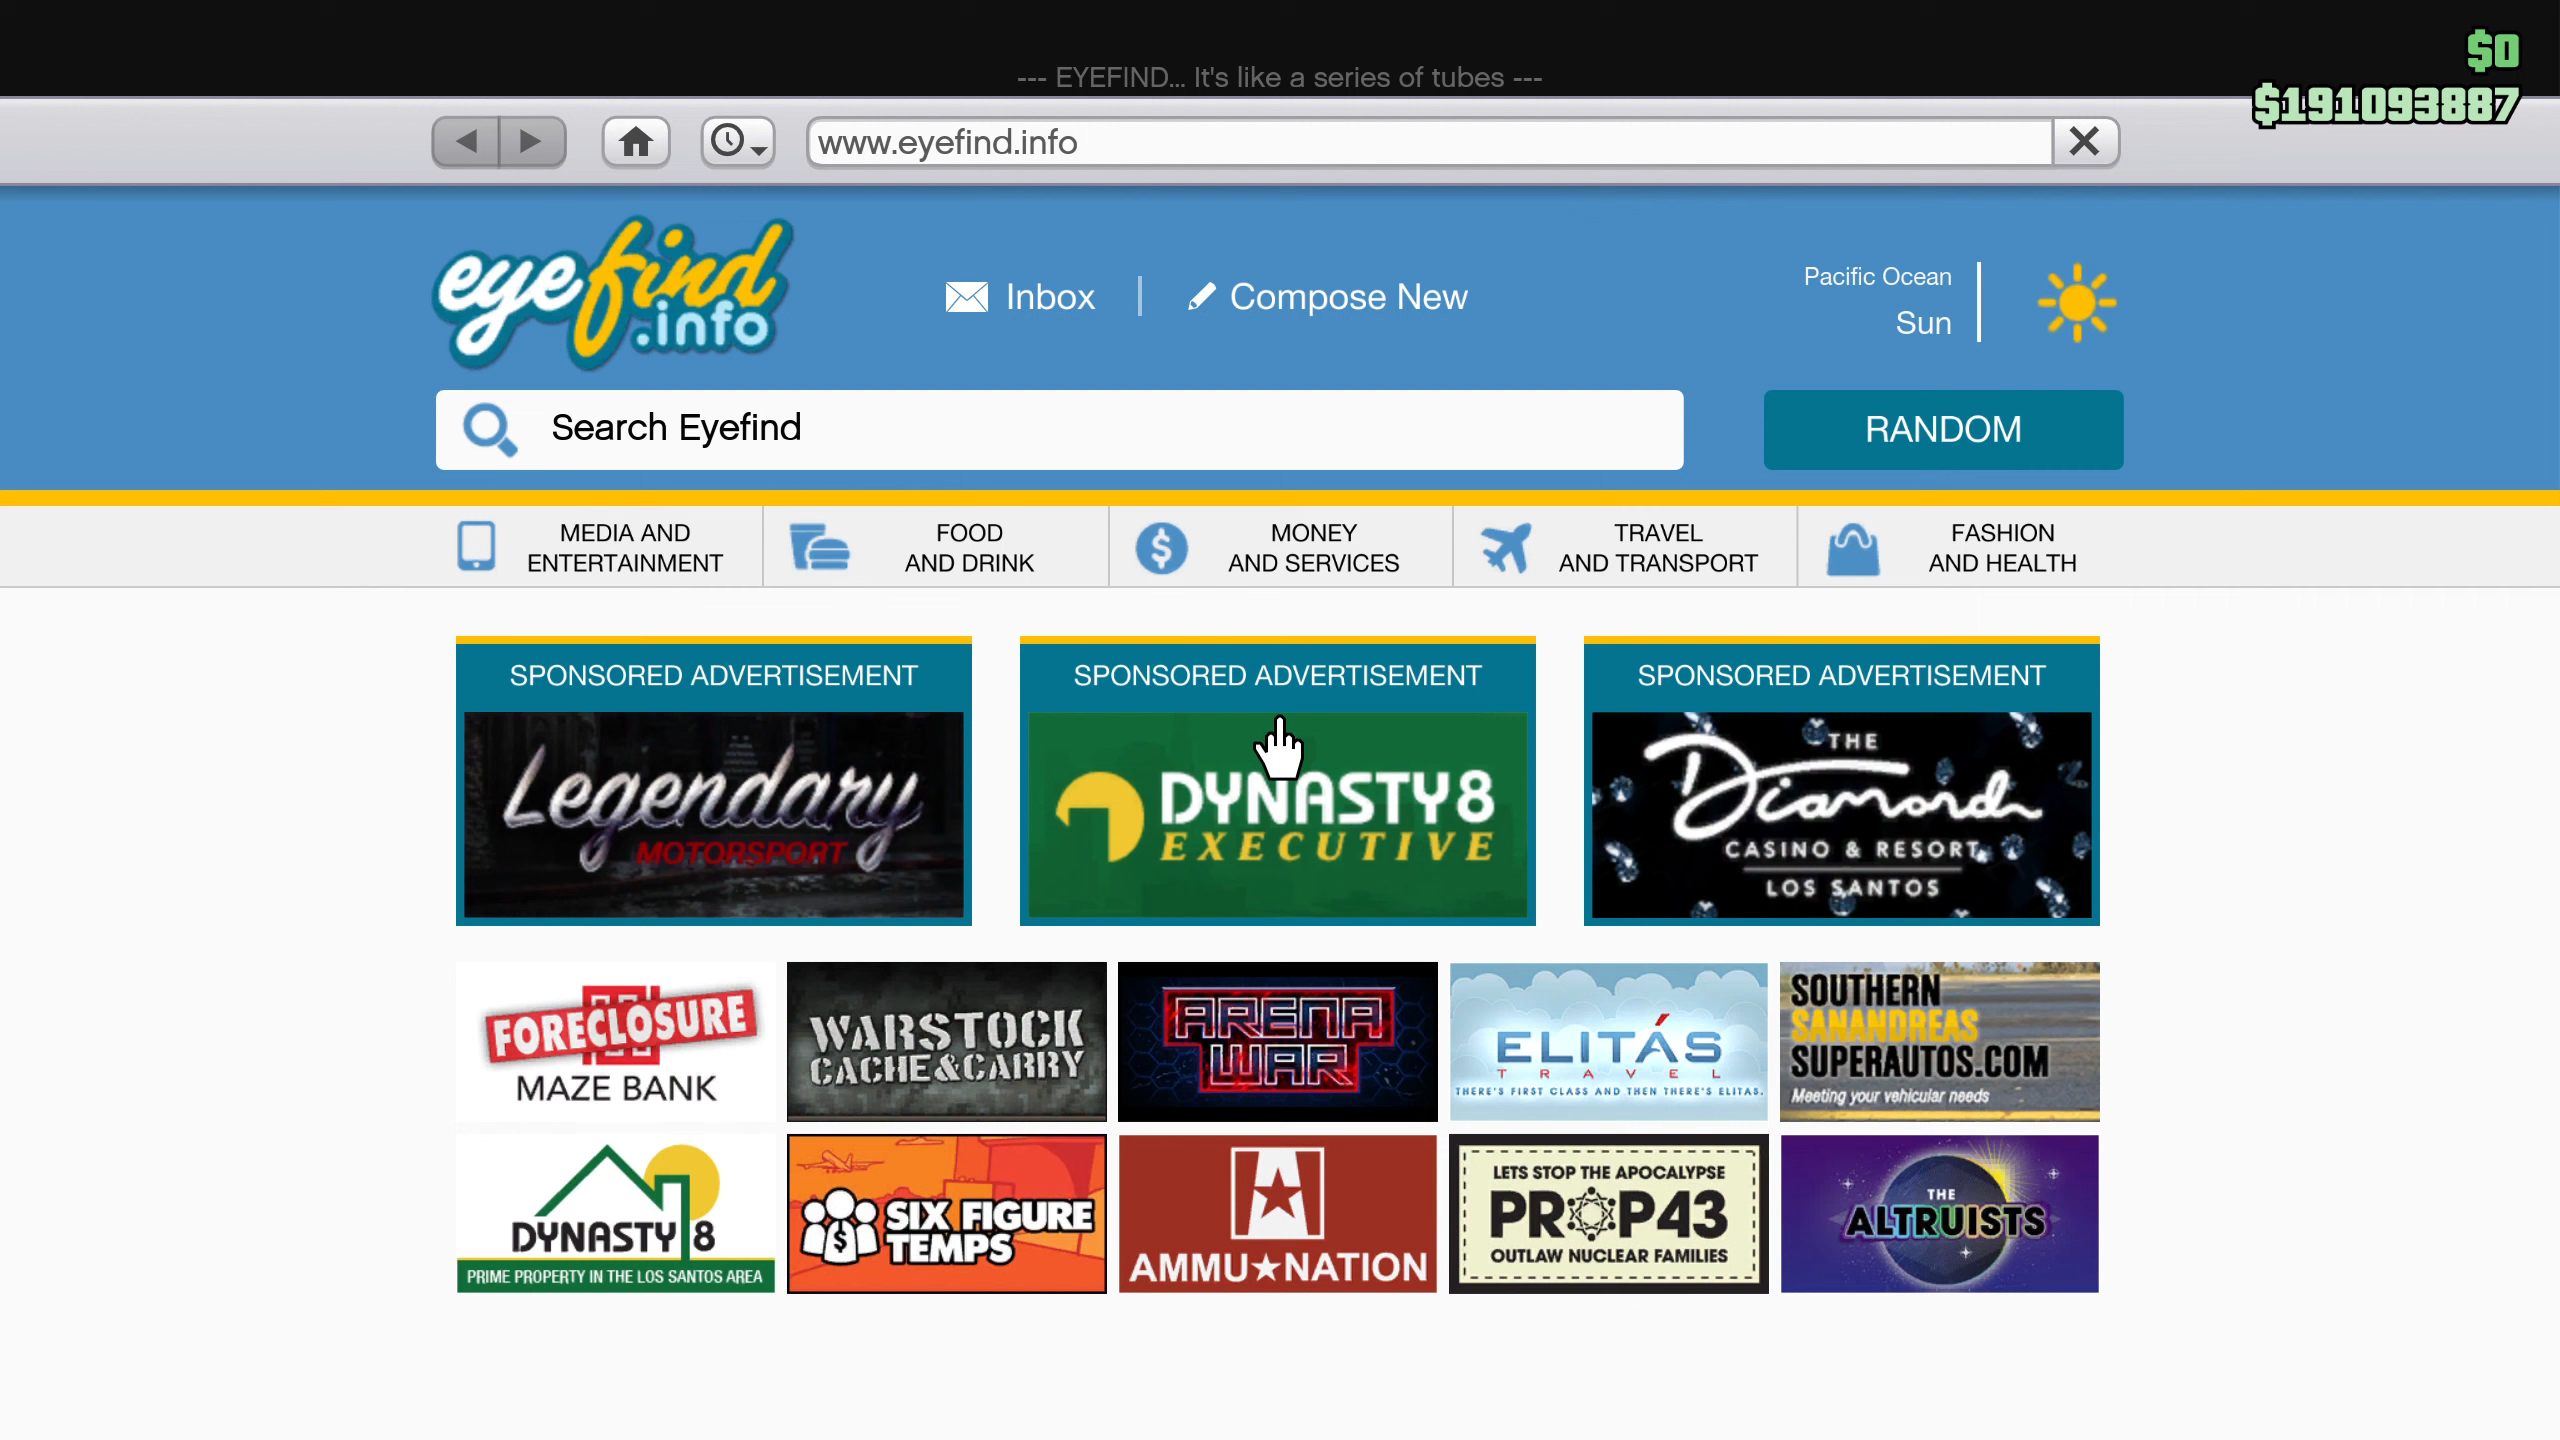 $0
--- EYEFIND... It's like a series of tubes ---
$191093887
www.eyefind.info
eyefind
.info
Inbox
Compose New
Pacific Ocean
Sun
Search Eyefind
RANDOM
MEDIA AND
ENTERTAINMENT
FOOD
AND DRINK
MONEY
AND SERVICES
TRAVEL
AND TRANSPORT
FASHION
AND HEALTH
SPONSORED ADVERTISEMENT
Legendary
MOTORSPORT
SPONSORED ADVERTISEMENT
DYNASTY8
EXECUTIVE
SPONSORED ADVERTISEMENT
THE
Diamond
CASINO & RESORT
LOS SANTOS
FORECLOSURE
MAZE BANK
WARSTOCK
CACHE&CARRY
ARENA
WAR
ELITÁS
TRAVEL
THERE'S FIRST CLASS AND THEN THERE'S ELITAS.
SOUTHERN
SANANDREAS
SUPERAUTOS.COM
Meeting your vehicular needs
DYNASTY 8
PRIME PROPERTY IN THE LOS SANTOS AREA
$ SIX FIGURE
TEMPS
AMMU★NATION
LETS STOP THE APOCALYPSE
PROP43
OUTLAW NUCLEAR FAMILIES
THE
ALTRUISTS